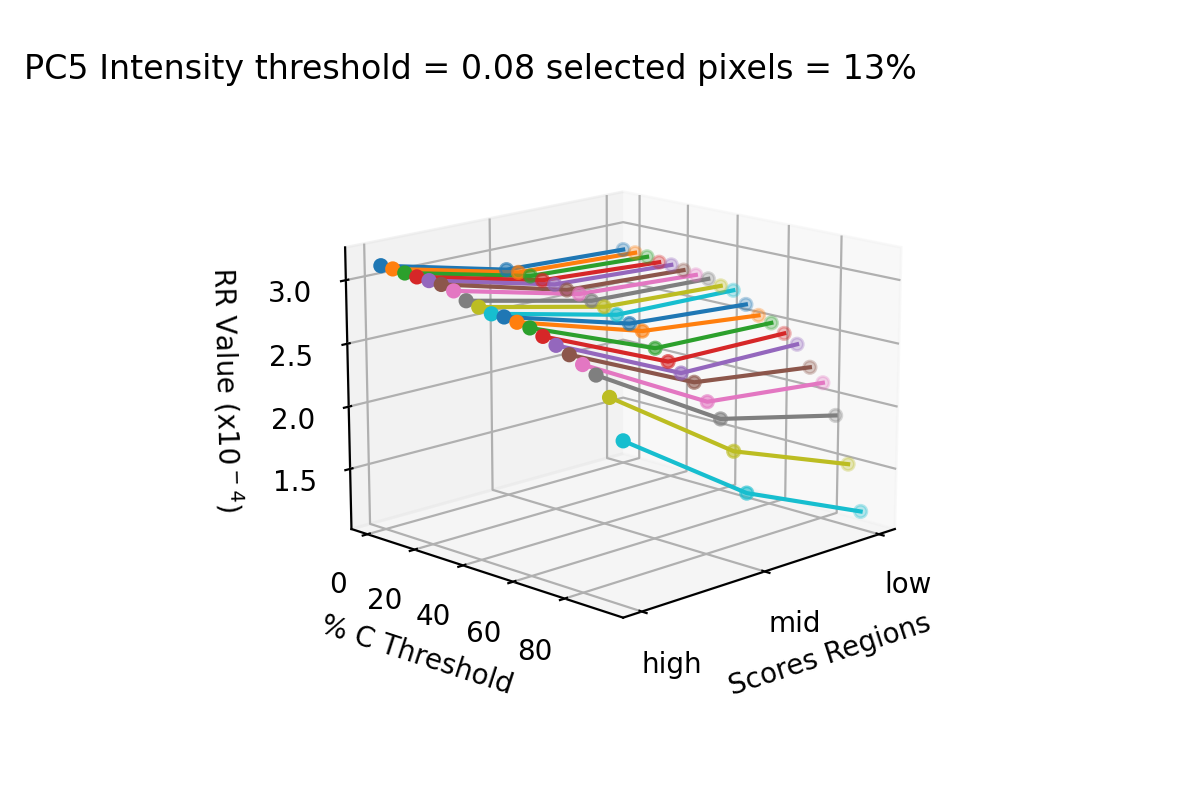 PC5 Intensity threshold = 0.08 selected pixels = 13%
RR Value (x10⁻⁴)
3.0
2.5
2.0
1.5
0
20
40
60
80
% C Threshold
high
mid
low
Scores Regions